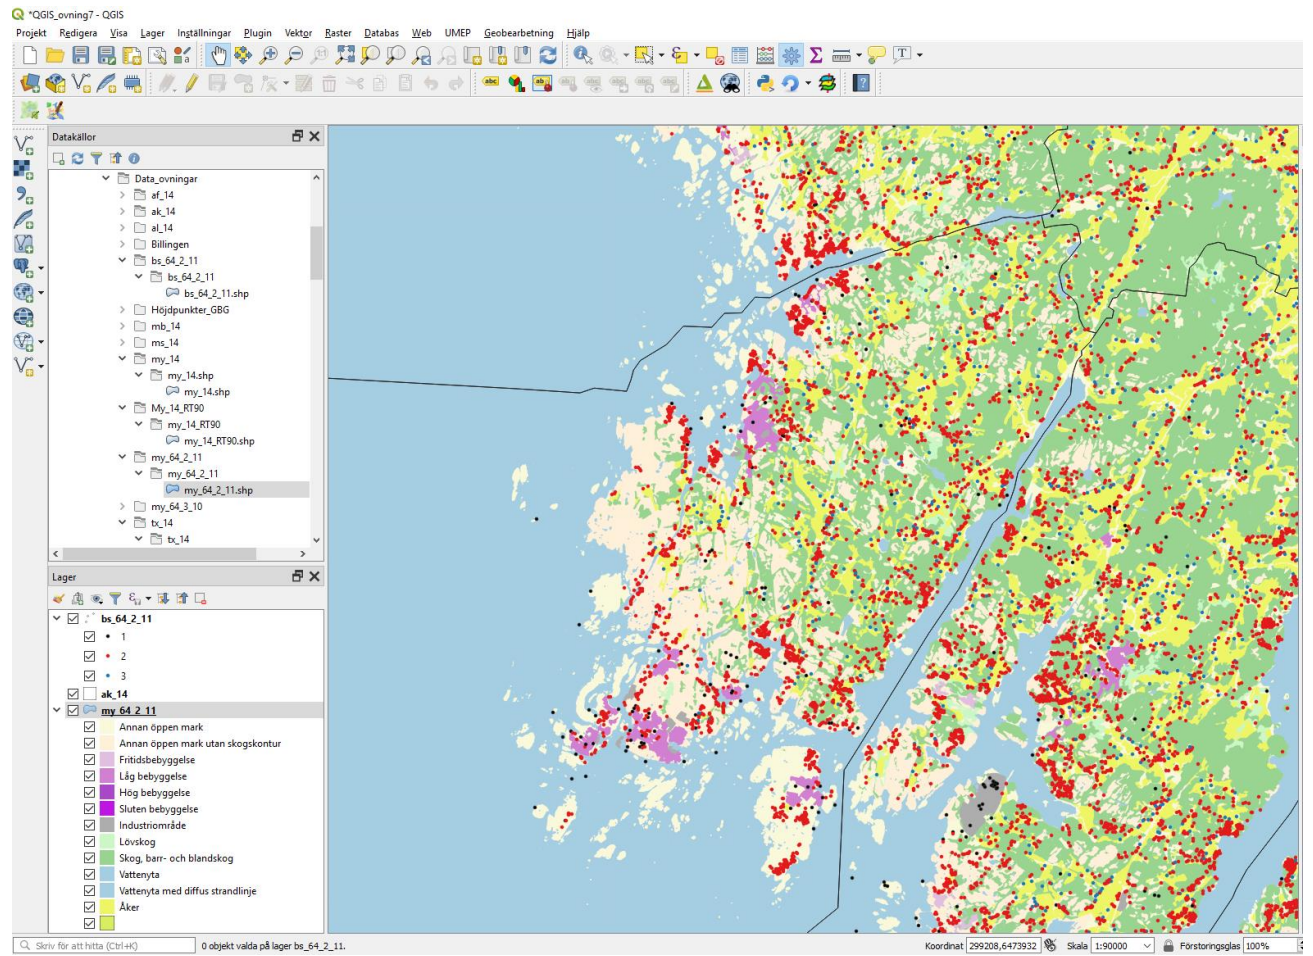 *QGIS_ovning7 - QGIS
Projekt Redigera Visa Lager Inställningar Plugin Vektor Raster Databas Web UMEP Geobearbetning Hjälp
Datakällor
Data_ovningar
af_14
ak_14
al_14
Billingen
bs_64_2_11
bs_64_2_11
bs_64_2_11.shp
Höjdpunkter_GBG
mb_14
ms_14
my_14
my_14.shp
my_14.shp
My_14_RT90
my_14_RT90
my_14_RT90.shp
my_64_2_11
my_64_2_11
my_64_2_11.shp
my_64_3_10
tx_14
tx_14
Lager
bs_64_2_11
1
2
3
ak_14
my_64_2_11
Annan öppen mark
Annan öppen mark utan skogskontur
Fritidsbebyggelse
Låg bebyggelse
Hög bebyggelse
Sluten bebyggelse
Industriområde
Lövskog
Skog, barr- och blandskog
Vattenyta
Vattenyta med diffus strandlinje
Åker
Skriv för att hitta (Ctrl+K) 0 objekt valda på lager bs_64_2_11. Koordinat 299208,6473932 Skala 1:90000 Förstoringsglas 100%